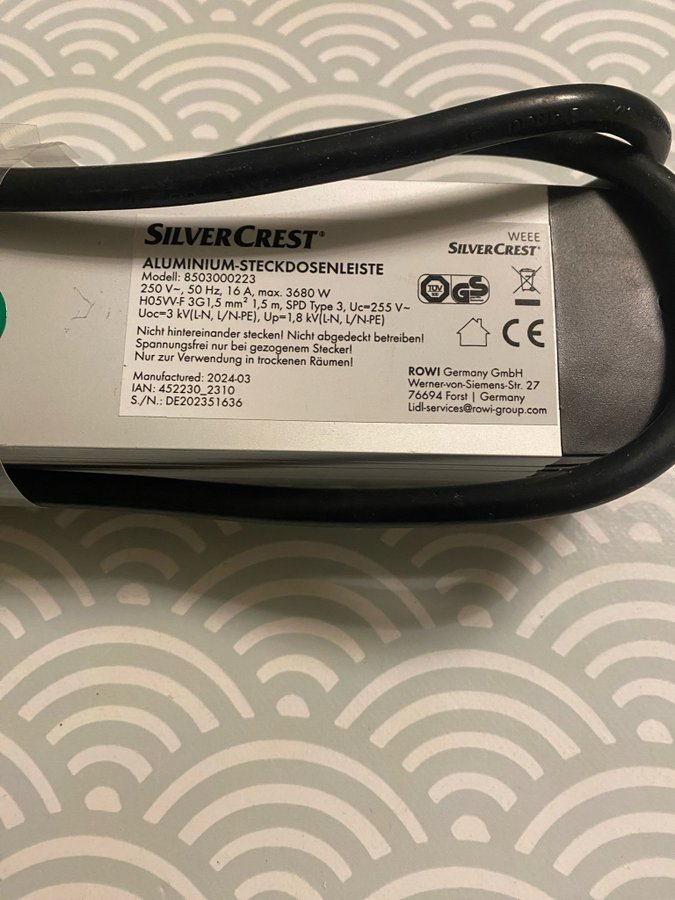 SILVERCREST®
ALUMINIUM-STECKDOSENLEISTE
Modell: 8503000223
250 V~, 50 Hz, 16 A, max. 3680 W
H05VV-F 3G1,5 mm² 1,5 m, SPD Type 3, Uc=255 V~
Uoc=3 kV(L-N, L/N-PE), Up=1,8 kV(L-N, L/N-PE)
Nicht hintereinander stecken! Nicht abgedeckt betreiben!
Spannungsfrei nur bei gezogenem Stecker!
Nur zur Verwendung in trockenen Räumen!
Manufactured: 2024-03
IAN: 452230_2310
S./N.: DE202351636
WEEE
SILVERCREST®
TÜV
GS
CE
ROWI Germany GmbH
Werner-von-Siemens-Str. 27
76694 Forst | Germany
Lidl-services@rowi-group.com